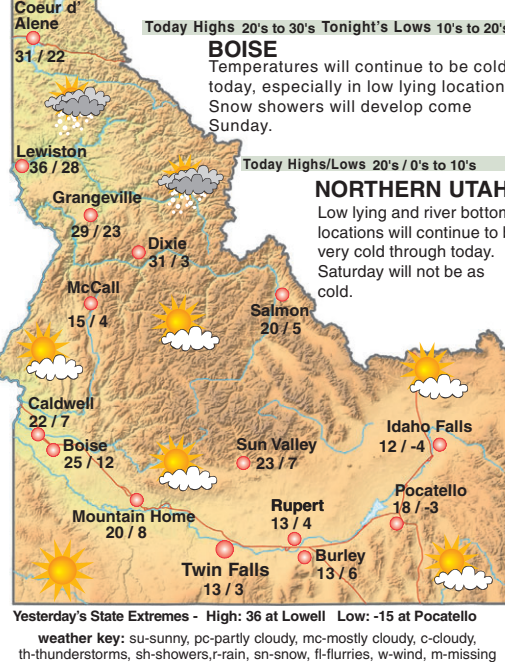 Coeur d'
Alene
31 / 22
Today Highs 20's to 30's Tonight's Lows 10's to 20's
BOISE
Temperatures will continue to be cold
today, especially in low lying location
Snow showers will develop come
Sunday.
Lewiston
36 / 28
Today Highs/Lows 20's / 0's to 10's
NORTHERN UTAH
Low lying and river bottom
locations will continue to
very cold through today.
Saturday will not be as
cold.
Grangeville
29 / 23
Dixie
31 / 3
McCall
15 / 4
Salmon
20 / 5
Caldwell
22 / 7
Boise
25 / 12
Sun Valley
23 / 7
Idaho Falls
12 / -4
Mountain Home
20 / 8
Rupert
13 / 4
Pocatello
18 / -3
Twin Falls
13 / 3
Burley
13 / 6
Yesterday's State Extremes - High: 36 at Lowell Low: -15 at Pocatello
weather key: su-sunny, pc-partly cloudy, mc-mostly cloudy, c-cloudy,
th-thunderstorms, sh-showers,r-rain, sn-snow, fl-flurries, w-wind, m-missing